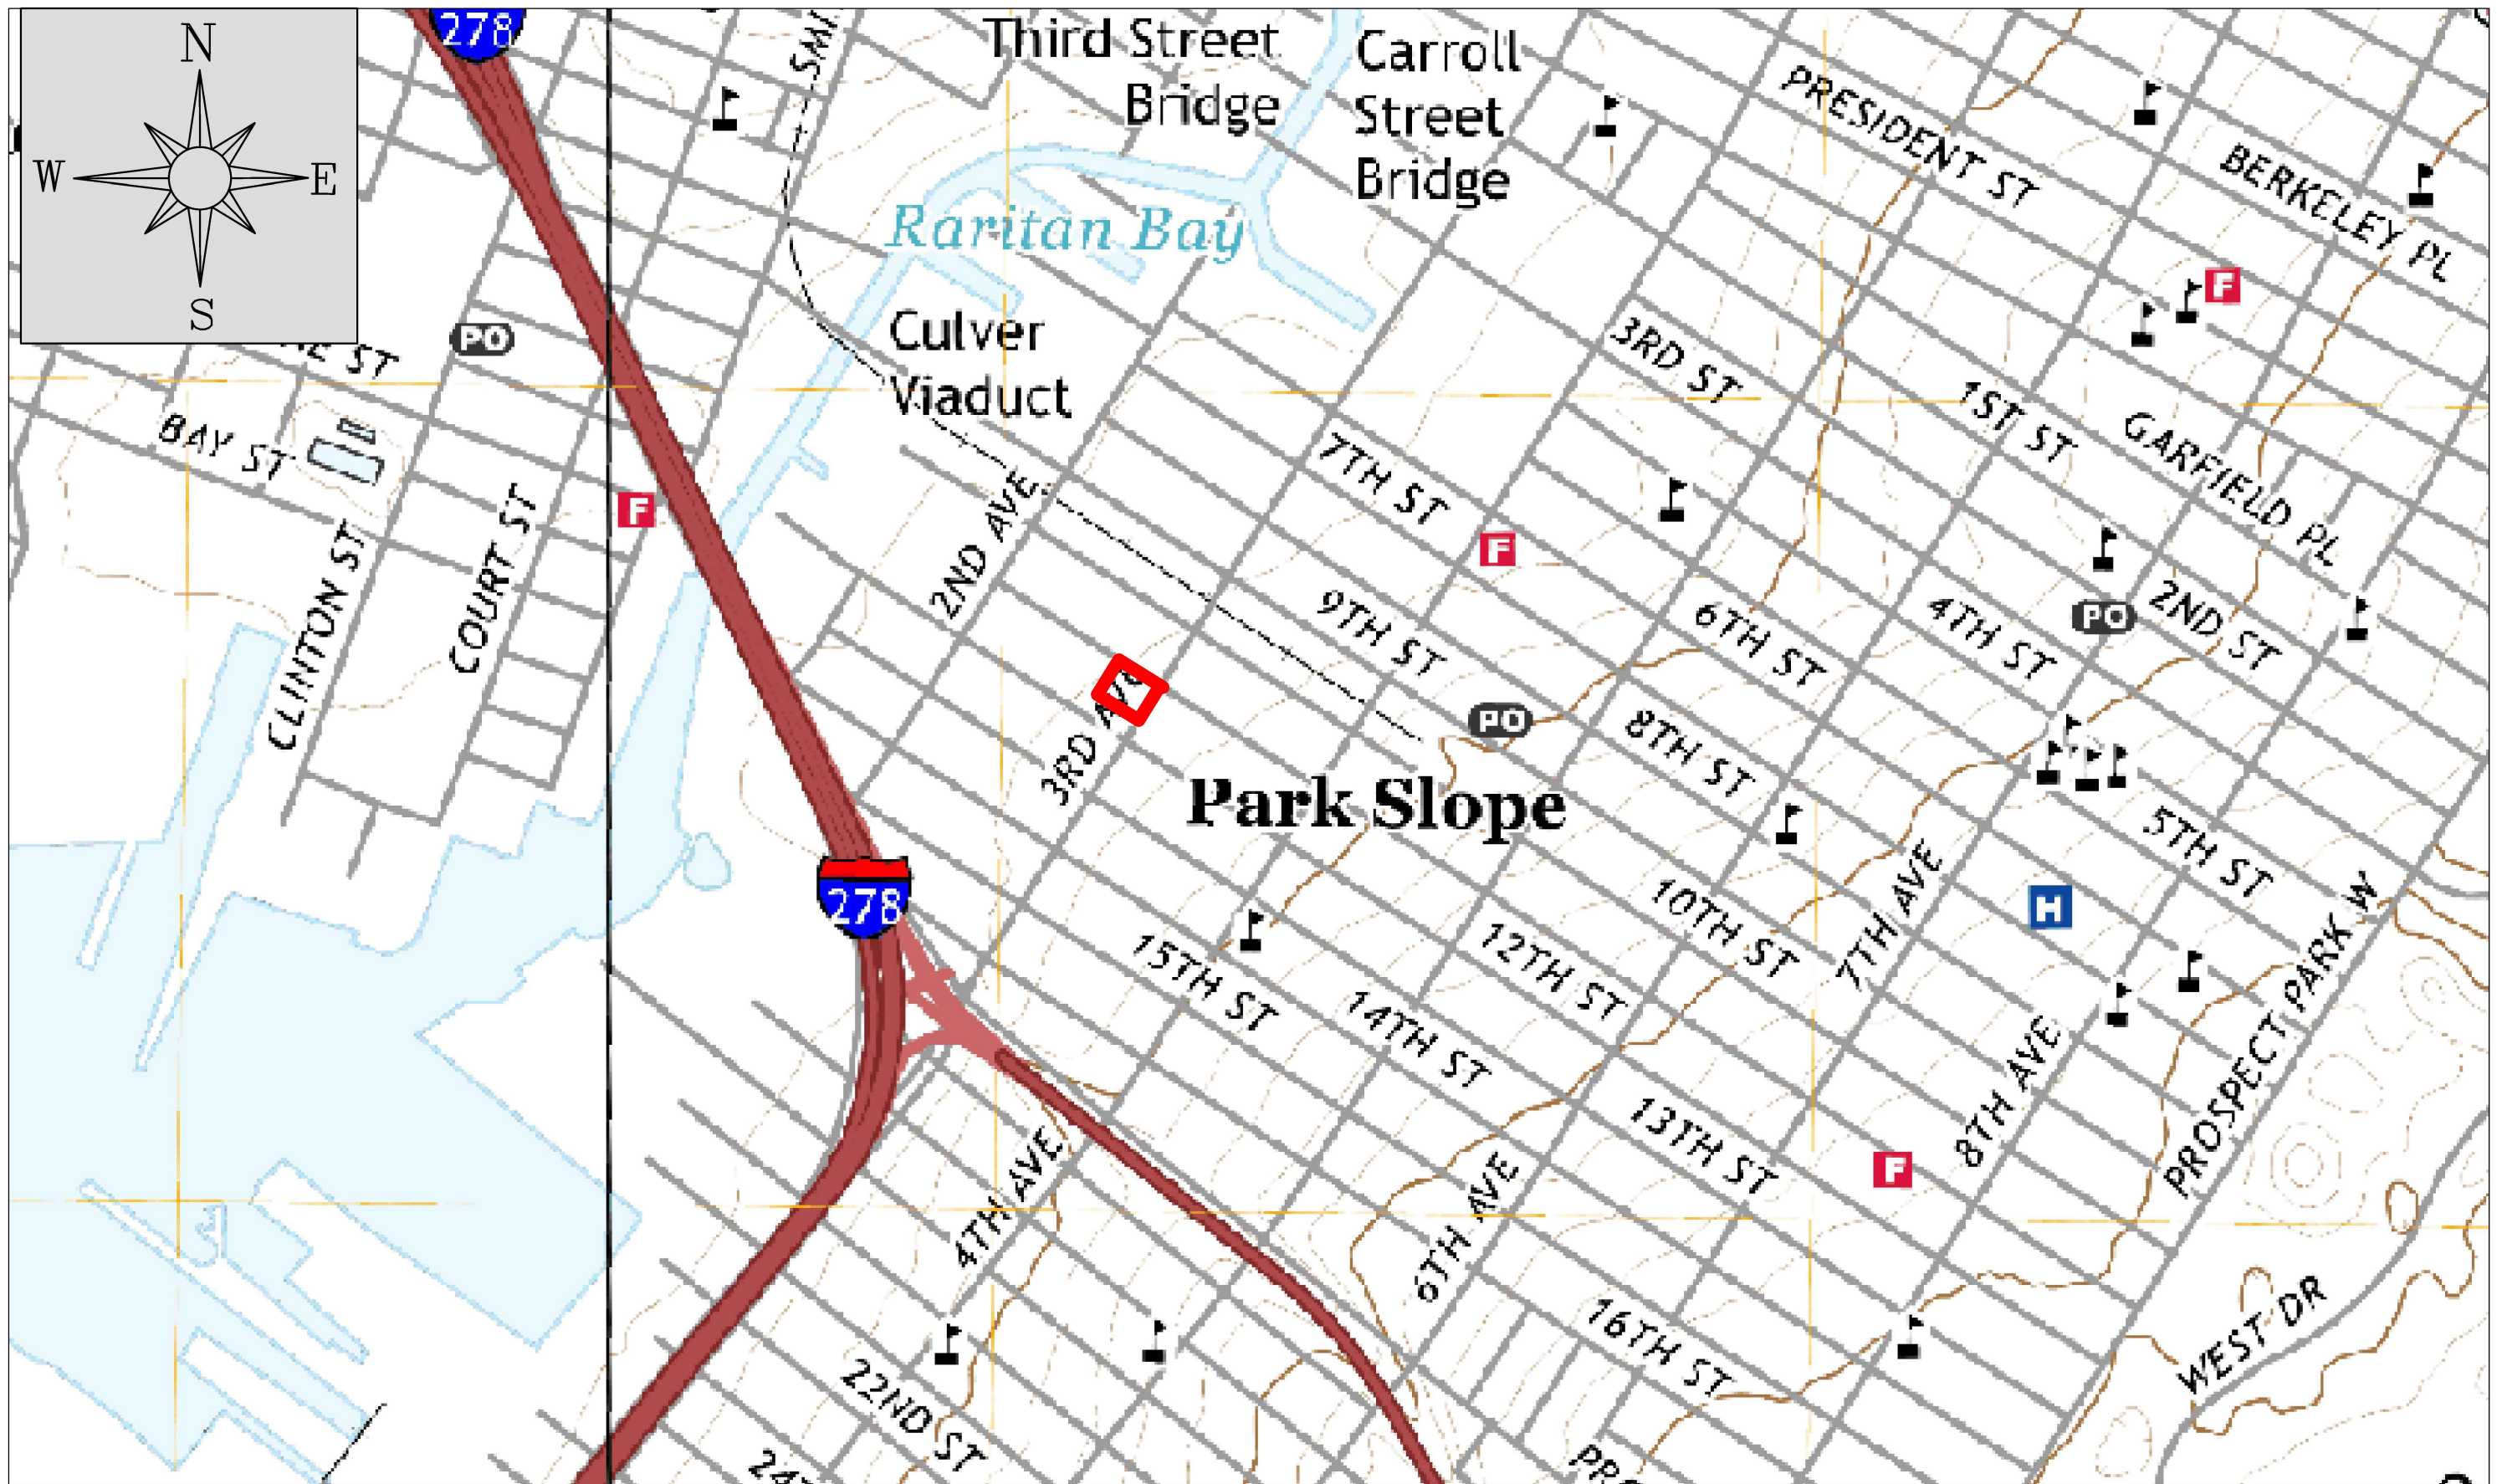 N
W
E
S
278
Third Street
Bridge
Carroll
Street
Bridge
PRESIDENT ST
BERKELEY PL
Raritan Bay
F
PO
Culver
Viaduct
3RD ST
1ST ST
GARFIELD PL
BAY ST
7TH ST
F
F
2ND AVE
CLINTON ST
COURT ST
9TH ST
6TH ST
4TH ST
PO
2ND ST
3RD AVE
PO
8TH ST
Park Slope
5TH ST
278
7TH AVE
10TH ST
H
PROSPECT PARK W
15TH ST
12TH ST
14TH ST
8TH AVE
13TH ST
F
4TH AVE
6TH AVE
16TH ST
WEST DR
22ND ST